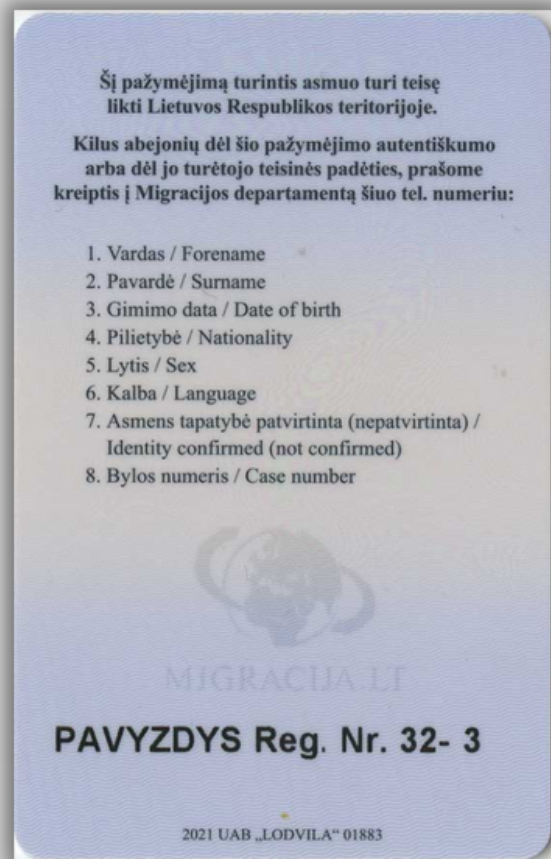 Šį pažymėjimą turintis asmuo turi teisę
likti Lietuvos Respublikos teritorijoje.
Kilus abejonių dėl šio pažymėjimo autentiškumo
arba dėl jo turėtojo teisinės padėties, prašome
kreiptis į Migracijos departamentą šiuo tel. numeriu:
1. Vardas / Forename
2. Pavardė / Surname
3. Gimimo data / Date of birth
4. Pilietybė / Nationality
5. Lytis / Sex
6. Kalba / Language
7. Asmens tapatybė patvirtinta (nepatvirtinta) /
Identity confirmed (not confirmed)
8. Bylos numeris / Case number
MIGRACIJA.LT
PAVYZDYS Reg. Nr. 32- 3
2021 UAB „LODVILA“ 01883